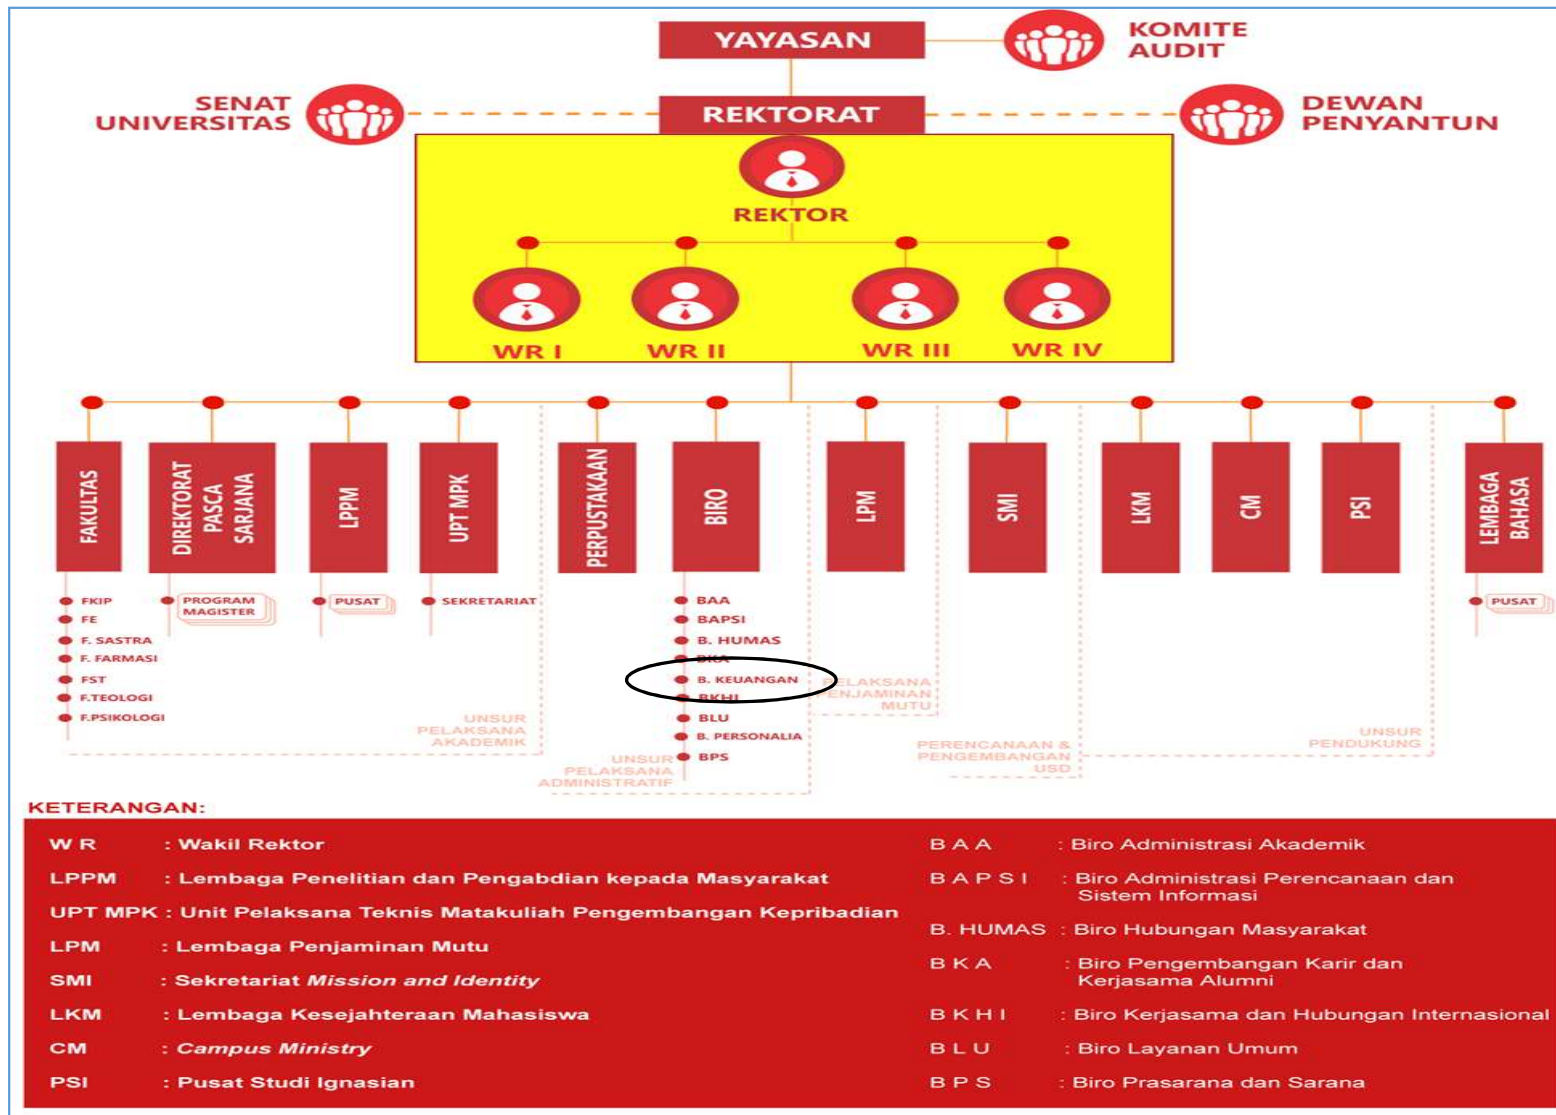 YAYASAN
KOMITE
AUDIT
SENAT
UNIVERSITAS
REKTORAT
DEWAN
PENYANTUN
REKTOR
WR I
WR II
WR III
WR IV
FAKULTAS
DIREKTORAT
PASCA
SARJANA
LPPM
UPT MPK
PERPUSTAKAAN
BIRO
LPM
SMI
LKM
CM
PSI
LEMBAGA
BAHASA
FKIP
FE
F. SASTRA
F. FARMASI
FST
F.TEOLOGI
F.PSIKOLOGI
PROGRAM
MAGISTER
PUSAT
SEKRETARIAT
BAA
BAPSI
B. HUMAS
BKA
B. KEUANGAN
BKHI
BLU
B. PERSONALIA
BPS
PUSAT
UNSUR
PELAKSANA
AKADEMIK
UNSUR
PELAKSANA
ADMINISTRATIF
PELAKSANA
PENJAMINAN
MUTU
PERENCANAAN &
PENGEMBANGAN
USD
UNSUR
PENDUKUNG
KETERANGAN:
W R : Wakil Rektor
LPPM : Lembaga Penelitian dan Pengabdian kepada Masyarakat
UPT MPK : Unit Pelaksana Teknis Matakuliah Pengembangan Kepribadian
LPM : Lembaga Penjaminan Mutu
SMI : Sekretariat Mission and Identity
LKM : Lembaga Kesejahteraan Mahasiswa
CM : Campus Ministry
PSI : Pusat Studi Ignasian
B A A : Biro Administrasi Akademik
B A P S I : Biro Administrasi Perencanaan dan
Sistem Informasi
B. HUMAS : Biro Hubungan Masyarakat
B K A : Biro Pengembangan Karir dan
Kerjasama Alumni
B K H I : Biro Kerjasama dan Hubungan Internasional
B L U : Biro Layanan Umum
B P S : Biro Prasarana dan Sarana